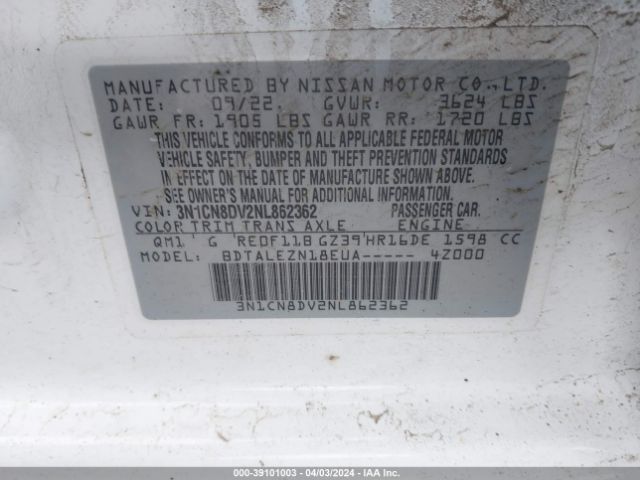 MANUFACTURED BY NISSAN MOTOR CO.,LTD.
DATE: 09/22. GVWR: 3624 LBS
GAWR FR: 1905 LBS GAWR RR: 1720 LBS
THIS VEHICLE CONFORMS TO ALL APPLICABLE FEDERAL MOTOR
VEHICLE SAFETY, BUMPER AND THEFT PREVENTION STANDARDS
IN EFFECT ON THE DATE OF MANUFACTURE SHOWN ABOVE.
SEE OWNER'S MANUAL FOR ADDITIONAL INFORMATION.
VIN: 3N1CN8DV2NL862362 PASSENGER CAR.
COLOR TRIM TRANS AXLE ENGINE
QM1 G RE0F11B GZ39 HR16DE 1598 CC
MODEL: BDTALEZN18EUA----- 4Z000
3N1CN8DV2NL862362
000-39101003 - 04/03/2024 - IAA Inc.